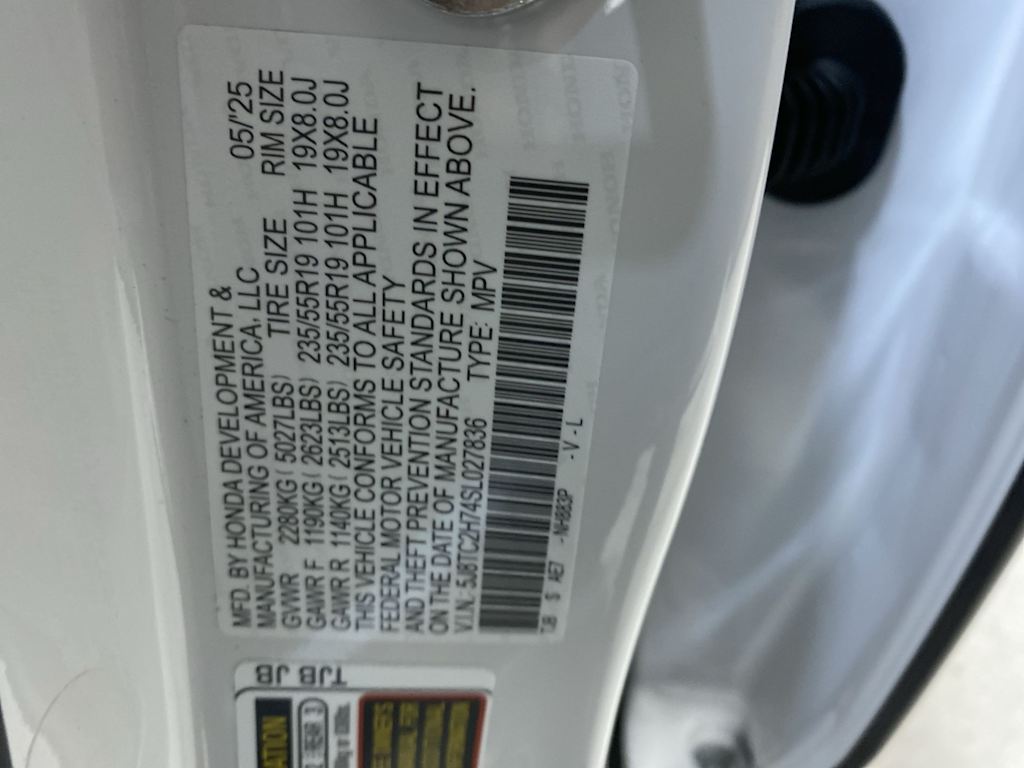 MFD. BY HONDA DEVELOPMENT &
MANUFACTURING OF AMERICA, LLC 05/'25
GVWR 2280KG ( 5027LBS) TIRE SIZE RIM SIZE
GAWR F 1190KG ( 2623LBS) 235/55R19 101H 19X8.0J
GAWR R 1140KG ( 2513LBS) 235/55R19 101H 19X8.0J
THIS VEHICLE CONFORMS TO ALL APPLICABLE
FEDERAL MOTOR VEHICLE SAFETY
AND THEFT PREVENTION STANDARDS IN EFFECT
ON THE DATE OF MANUFACTURE SHOWN ABOVE.
V.I.N.: 5J8TC2H74SL027836 TYPE: MPV
TJB $ AE7 -NH883P -V-L